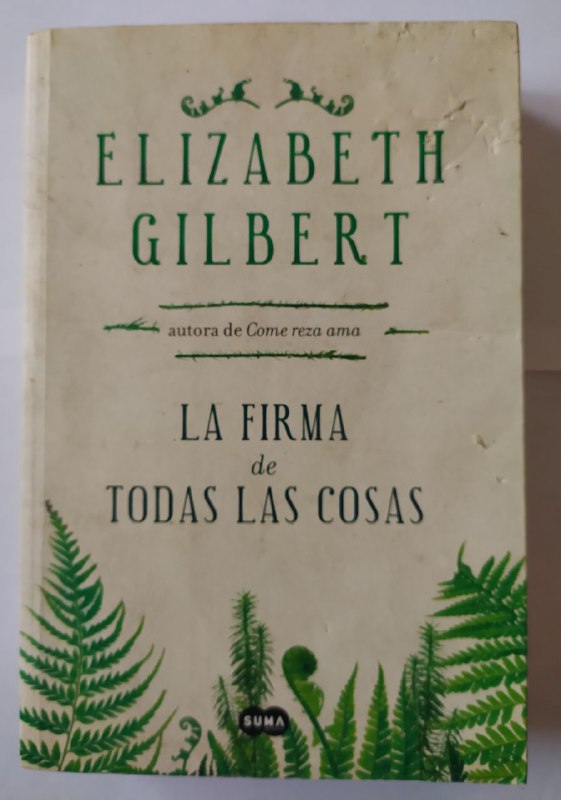 ELIZABETH
GILBERT
autora de Come reza ama
LA FIRMA
de
TODAS LAS COSAS
SUMA